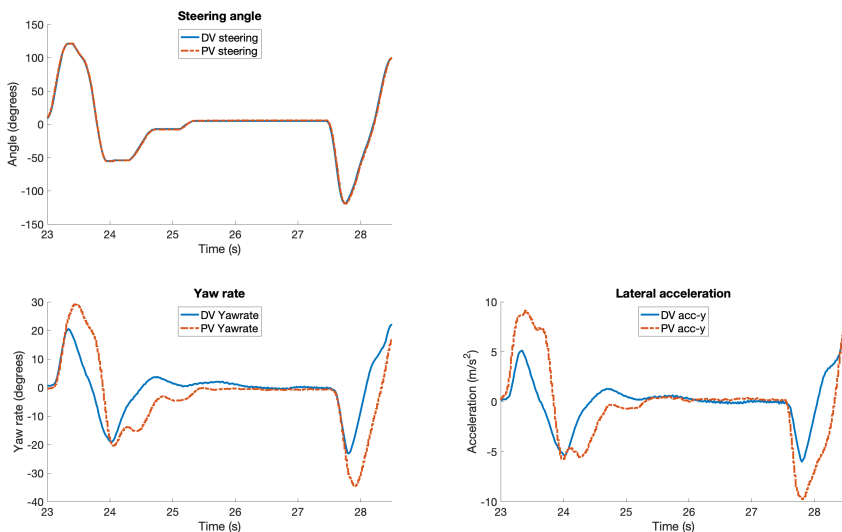 Steering angle
150
100
50
0
-50
-100
-150
Angle (degrees)
DV steering
PV steering
23 24 25 26 27 28
Time (s)
Yaw rate
30
20
10
0
-10
-20
-30
-40
Yaw rate (degrees)
DV Yawrate
PV Yawrate
23 24 25 26 27 28
Time (s)
Lateral acceleration
10
5
0
-5
-10
Acceleration (m/s²)
DV acc-y
PV acc-y
23 24 25 26 27 28
Time (s)